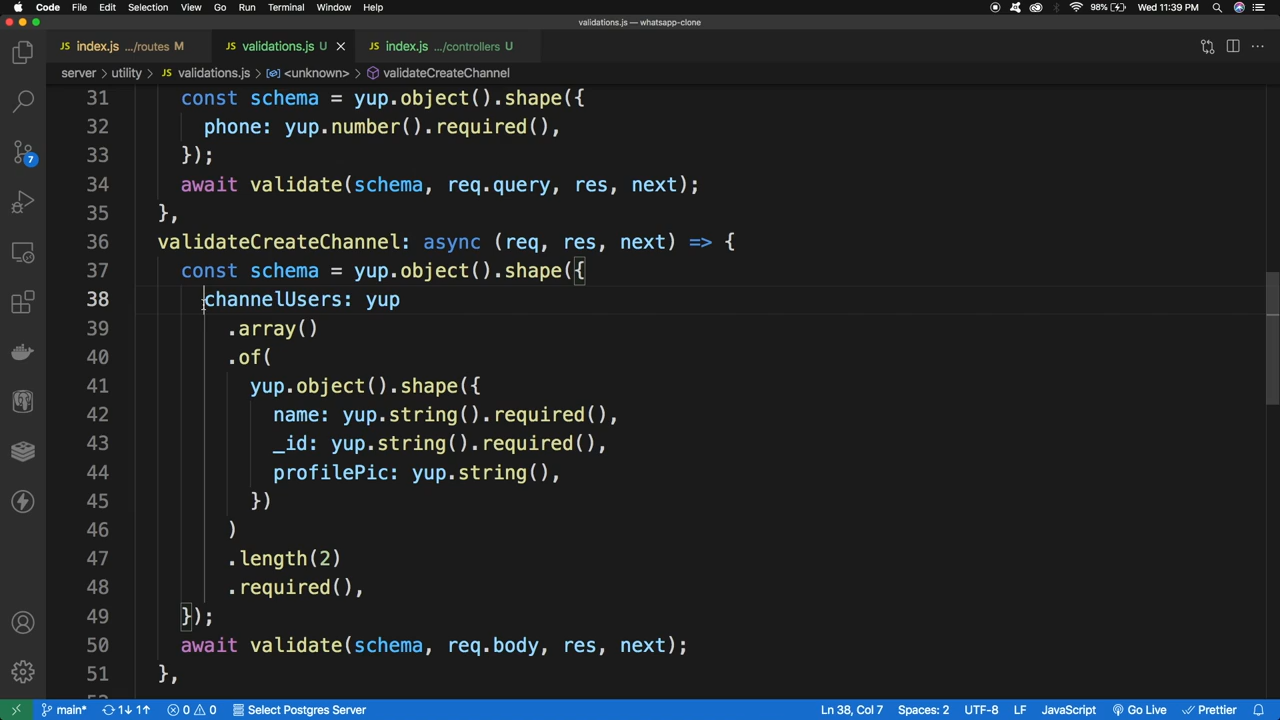 Code File Edit Selection View Go Run Terminal Window Help 98% Wed 11:39 PM
validations.js — whatsapp-clone
JS index.js .../routes M JS validations.js U JS index.js .../controllers U
server > utility > JS validations.js > <unknown> > validateCreateChannel
31 const schema = yup.object().shape({
32 phone: yup.number().required(),
33 });
34 await validate(schema, req.query, res, next);
35 },
36 validateCreateChannel: async (req, res, next) => {
37 const schema = yup.object().shape({
38 channelUsers: yup
39 .array()
40 .of(
41 yup.object().shape({
42 name: yup.string().required(),
43 _id: yup.string().required(),
44 profilePic: yup.string(),
45 })
46 )
47 .length(2)
48 .required(),
49 });
50 await validate(schema, req.body, res, next);
51 },
7
main* 1↓ 1↑ 0 0 Select Postgres Server Ln 38, Col 7 Spaces: 2 UTF-8 LF JavaScript Go Live Prettier